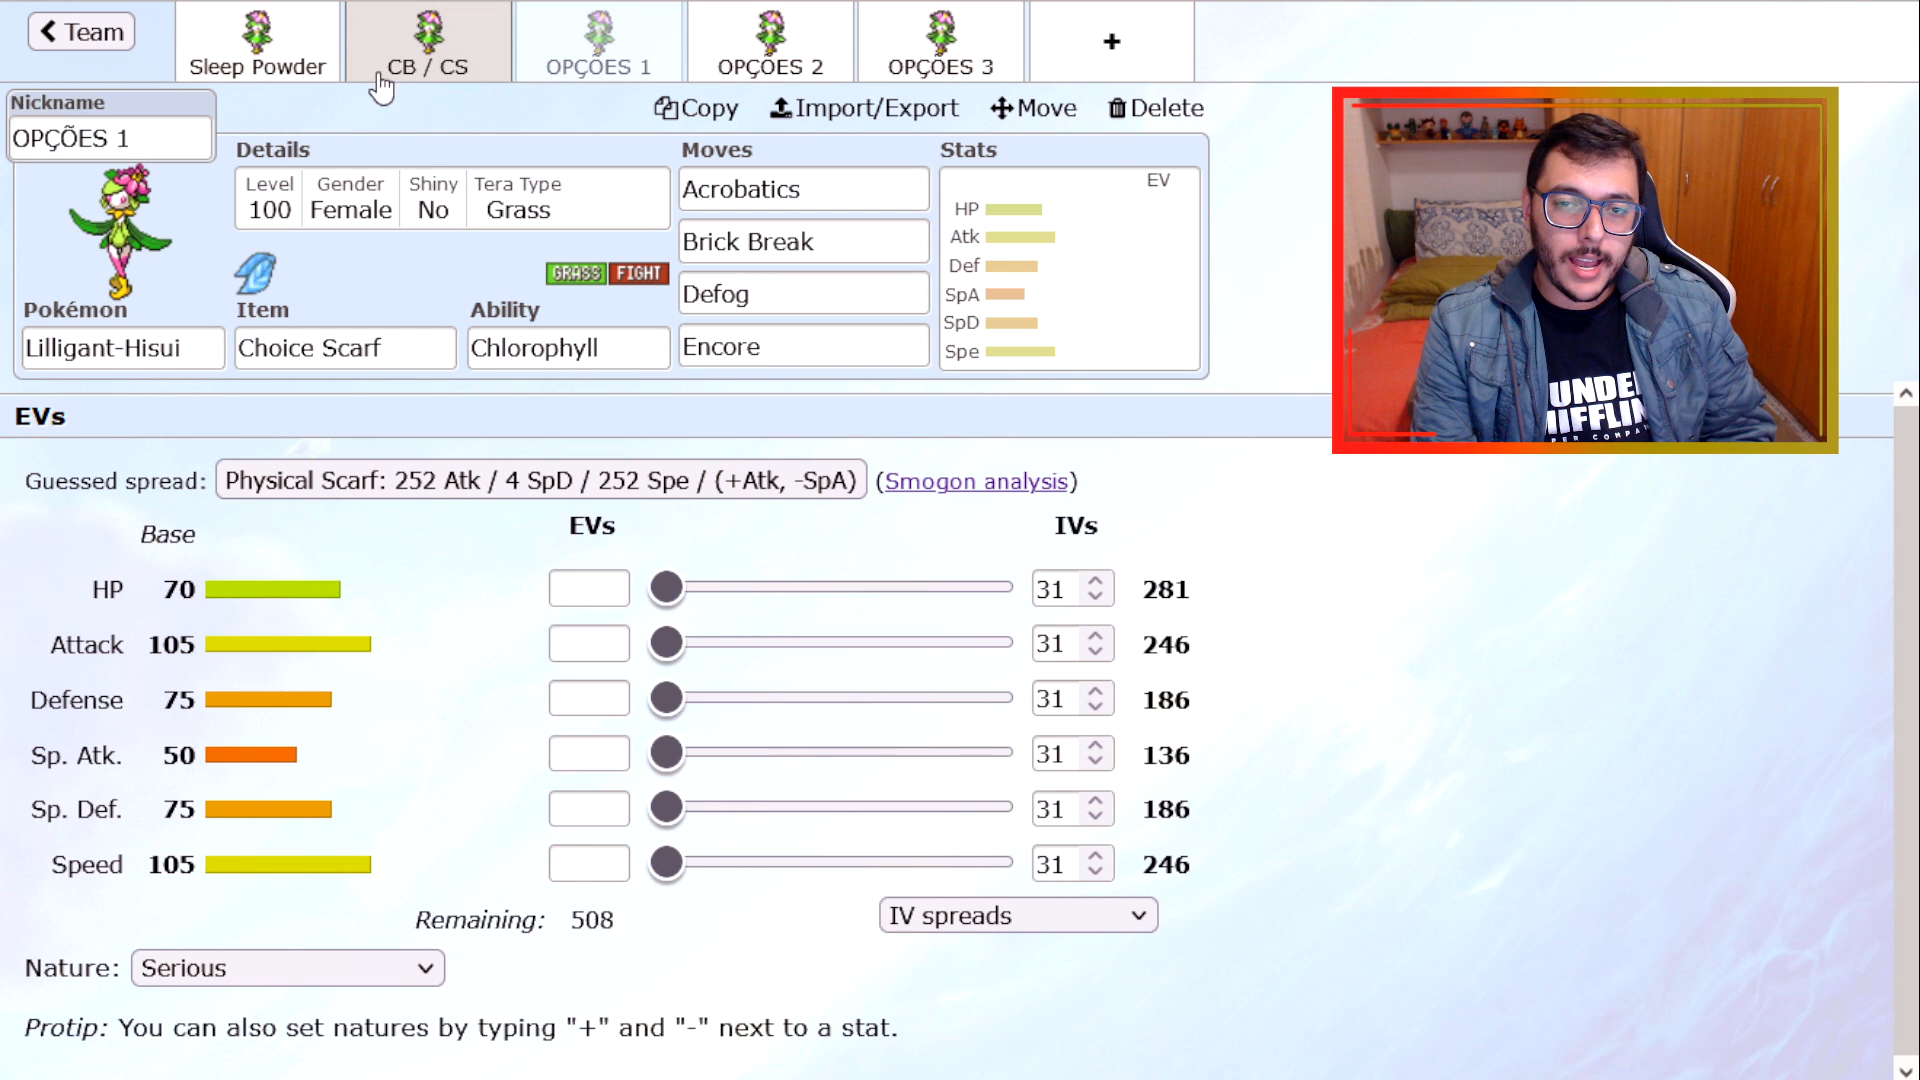 Team
Sleep Powder
CB / CS
OPÇÕES 1
OPÇÕES 2
OPÇÕES 3
+
Nickname
OPÇÕES 1
Copy
Import/Export
Move
Delete
Details
Level
100
Gender
Female
Shiny
No
Tera Type
Grass
GRASS
FIGHT
Pokémon
Lilligant-Hisui
Item
Choice Scarf
Ability
Chlorophyll
Moves
Acrobatics
Brick Break
Defog
Encore
Stats
EV
HP
Atk
Def
SpA
SpD
Spe
UNDE
MIFFLIN
PER COMPA
EVs
Guessed spread: Physical Scarf: 252 Atk / 4 SpD / 252 Spe / (+Atk, -SpA) (Smogon analysis)
Base EVs IVs
HP 70 31 281
Attack 105 31 246
Defense 75 31 186
Sp. Atk. 50 31 136
Sp. Def. 75 31 186
Speed 105 31 246
Remaining: 508
IV spreads
Nature: Serious
Protip: You can also set natures by typing "+" and "-" next to a stat.